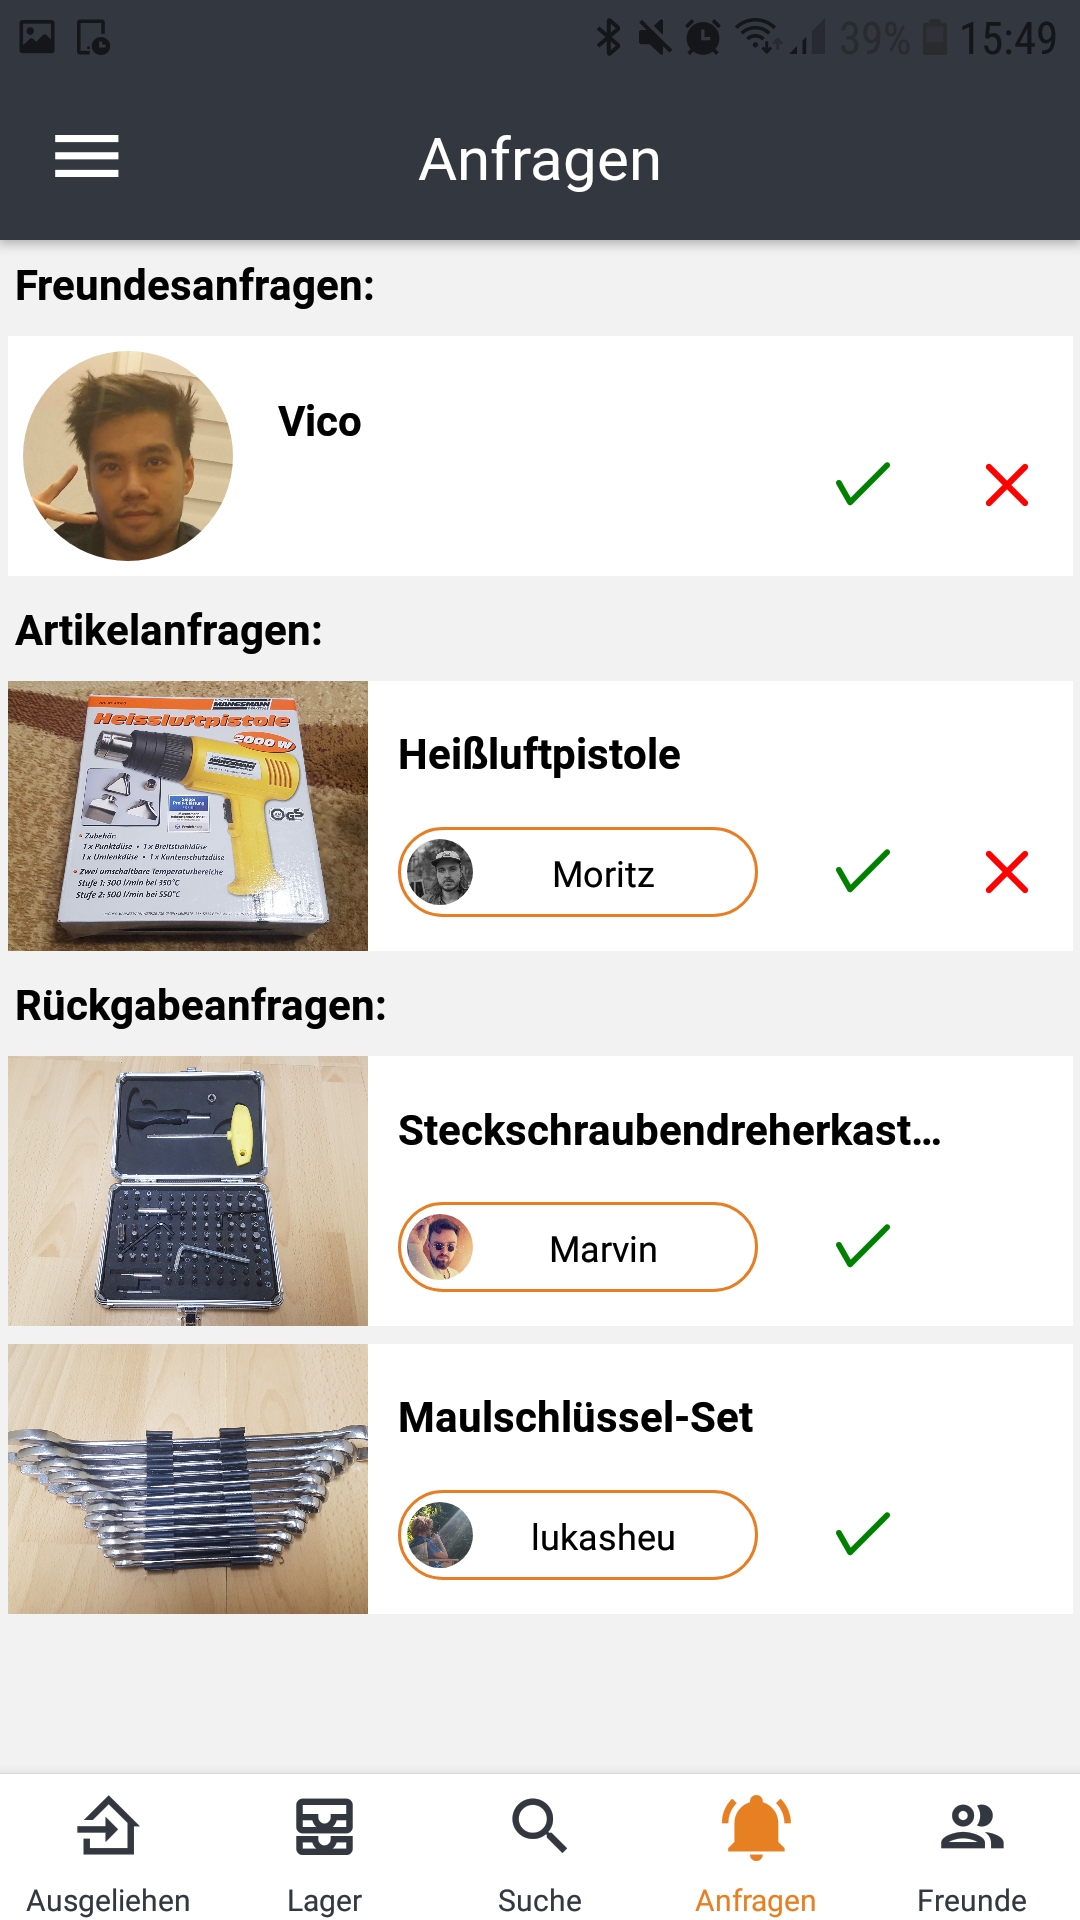 39% 15:49
Anfragen
Freundesanfragen:
Vico
Artikelanfragen:
MANNESMANN
Heissluftpistole
2000 W
Zubehör:
1 x Punktdüse • 1 x Breitstrahldüse
1 x Umlenkdüse • 1 x Kantenschutzdüse
Zwei umschaltbare Temperaturbereiche
Stufe 1: 300 l/min bei 350°C
Stufe 2: 500 l/min bei 550°C
Heißluftpistole
Moritz
Rückgabeanfragen:
Steckschraubendreherkast...
Marvin
Maulschlüssel-Set
lukasheu
Ausgeliehen
Lager
Suche
Anfragen
Freunde